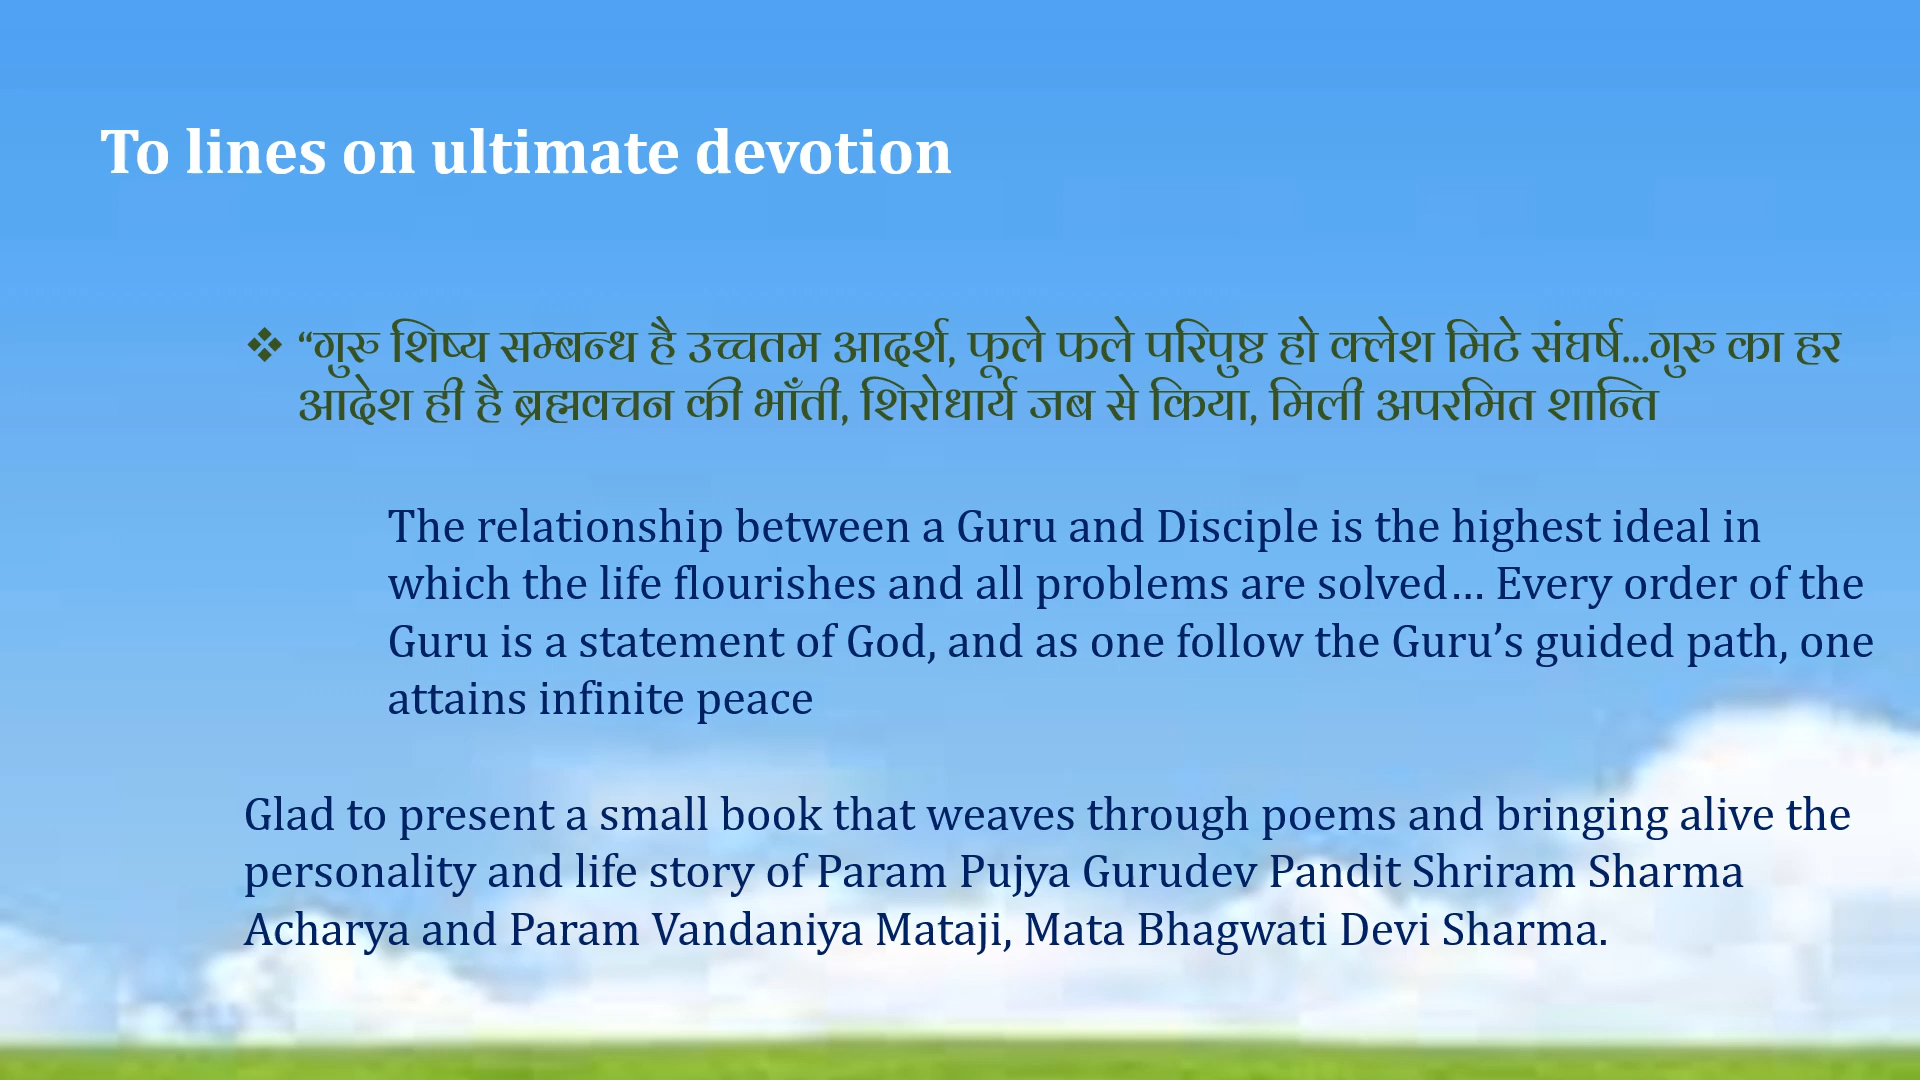 To lines on ultimate devotion
❖ “गुरु शिष्य सम्बन्ध है उच्चतम आदर्श, फूले फले परिपुष्ट हो क्लेश मिटे संघर्ष...गुरु का हर
आदेश ही है ब्रह्मवचन की भाँती, शिरोधार्य जब से किया, मिली अपरमित शान्ति
The relationship between a Guru and Disciple is the highest ideal in
which the life flourishes and all problems are solved… Every order of the
Guru is a statement of God, and as one follow the Guru’s guided path, one
attains infinite peace
Glad to present a small book that weaves through poems and bringing alive the
personality and life story of Param Pujya Gurudev Pandit Shriram Sharma
Acharya and Param Vandaniya Mataji, Mata Bhagwati Devi Sharma.